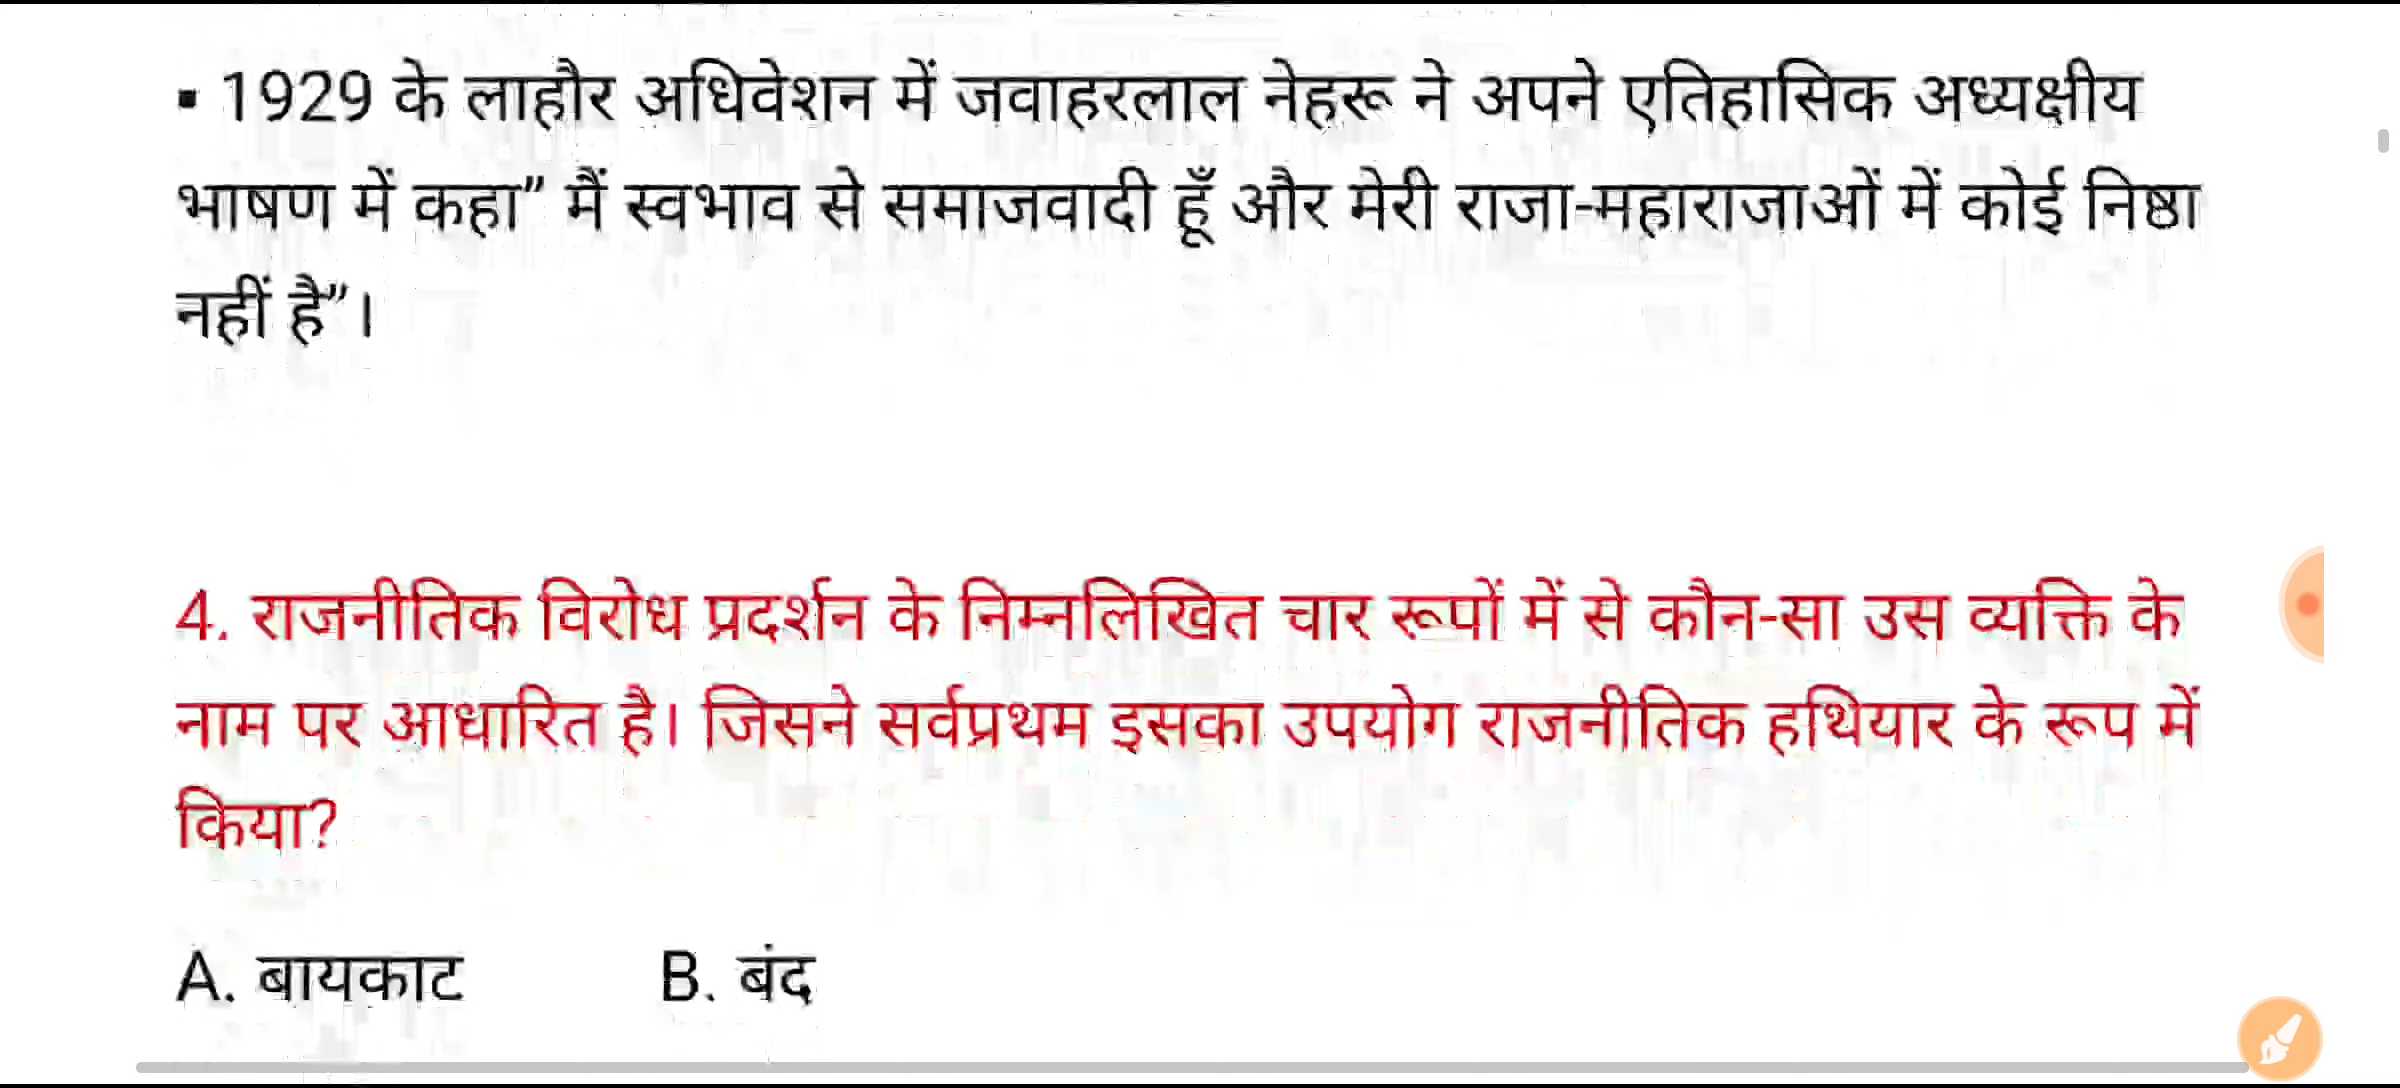 ▪ 1929 के लाहौर अधिवेशन में जवाहरलाल नेहरू ने अपने एतिहासिक अध्यक्षीय
भाषण में कहा” मैं स्वभाव से समाजवादी हूँ और मेरी राजा-महाराजाओं में कोई निष्ठा
नहीं है”।
4. राजनीतिक विरोध प्रदर्शन के निम्नलिखित चार रूपों में से कौन-सा उस व्यक्ति के
नाम पर आधारित है। जिसने सर्वप्रथम इसका उपयोग राजनीतिक हथियार के रूप में
किया?
A. बायकाट B. बंद